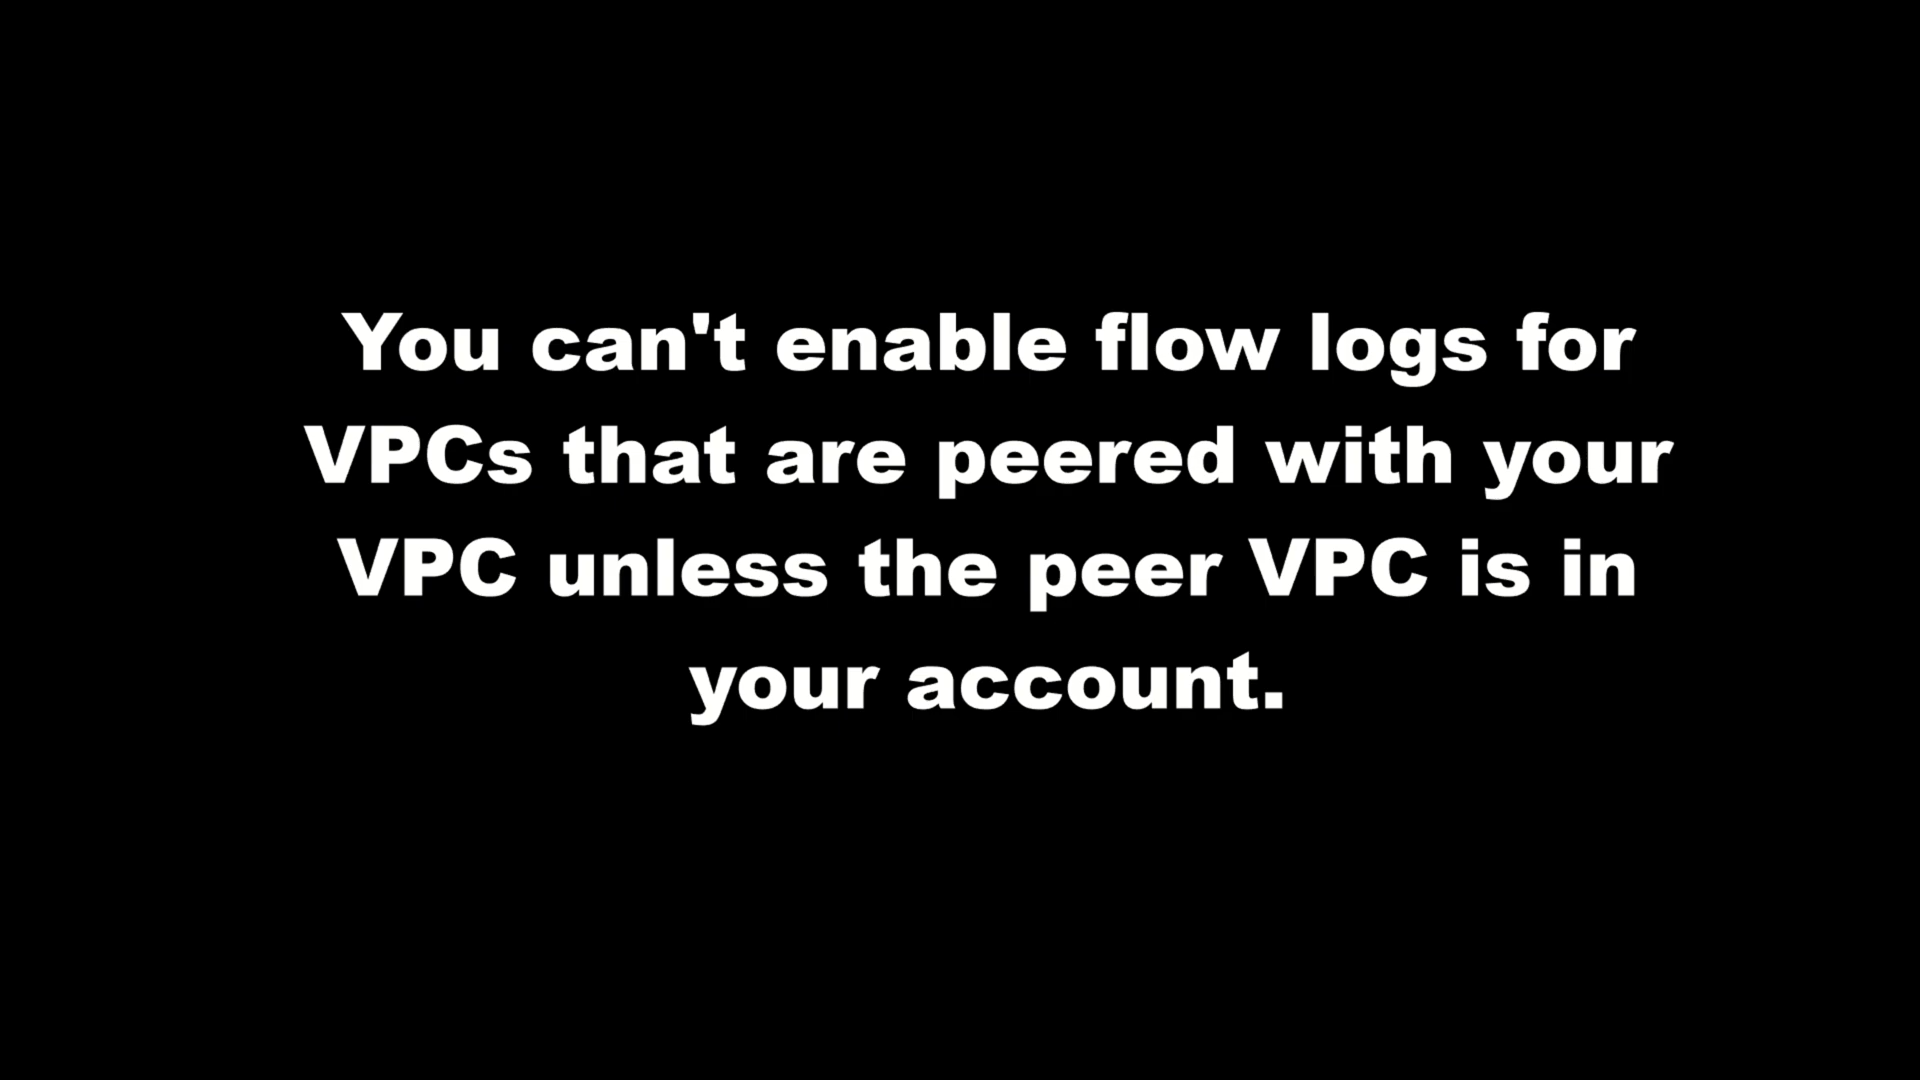 You can't enable flow logs for
VPCs that are peered with your
VPC unless the peer VPC is in
your account.